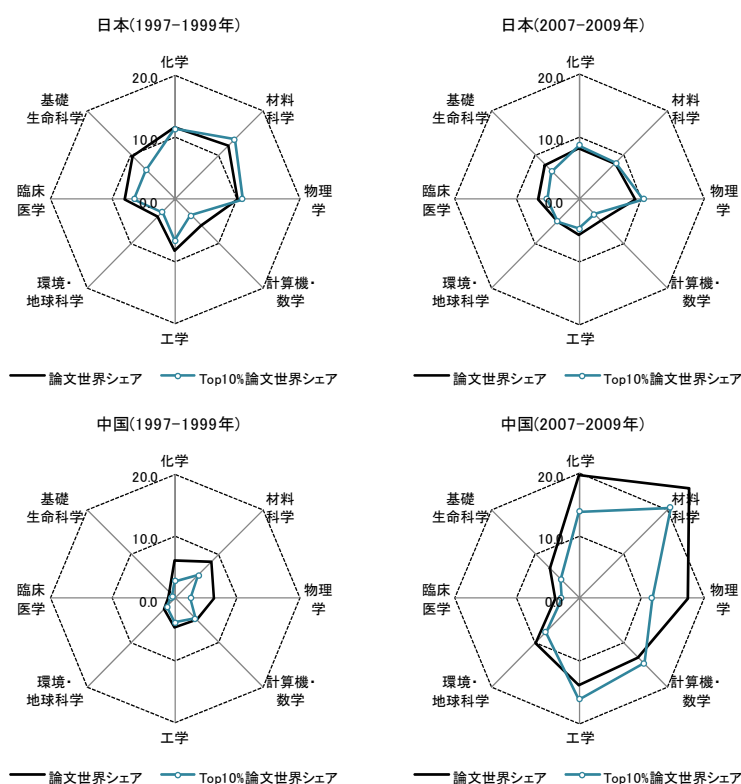 日本(1997-1999年)
化学
20.0
材料
科学
10.0
物理
学
0.0
計算機・
数学
工学
環境・
地球科学
臨床
医学
基礎
生命科学
論文世界シェア
Top10%論文世界シェア
日本(2007-2009年)
化学
20.0
材料
科学
10.0
物理
学
0.0
計算機・
数学
工学
環境・
地球科学
臨床
医学
基礎
生命科学
論文世界シェア
Top10%論文世界シェア
中国(1997-1999年)
化学
20.0
材料
科学
10.0
物理
学
0.0
計算機・
数学
工学
環境・
地球科学
臨床
医学
基礎
生命科学
論文世界シェア
Top10%論文世界シェア
中国(2007-2009年)
化学
20.0
材料
科学
10.0
物理
学
0.0
計算機・
数学
工学
環境・
地球科学
臨床
医学
基礎
生命科学
論文世界シェア
Top10%論文世界シェア